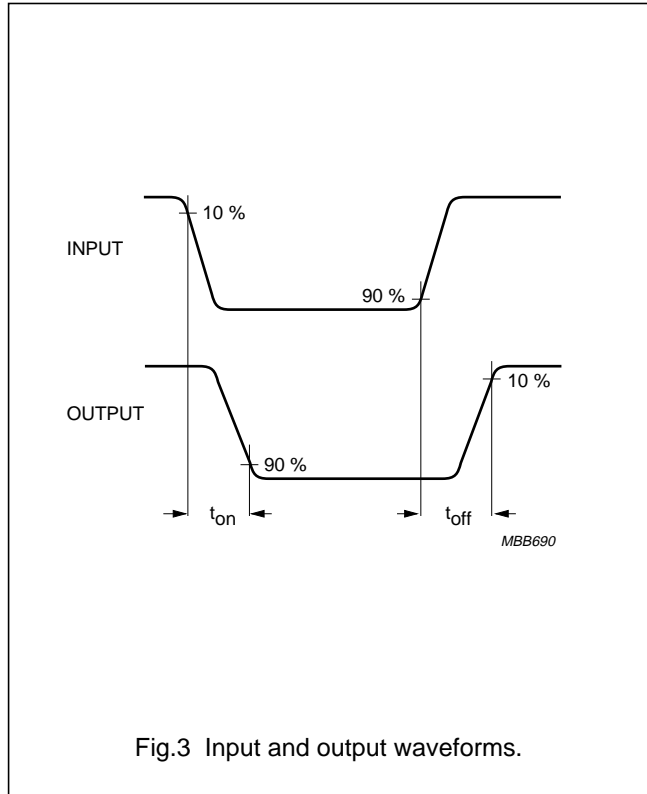 10 %
INPUT
90 %
10 %
OUTPUT
90 %
ton
toff
MBB690
Fig.3 Input and output waveforms.